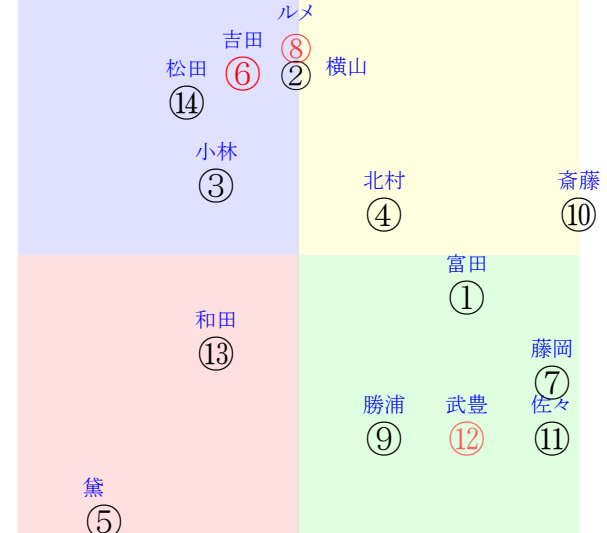 ルメ
吉田
⑧
松田
⑥
②
横山
⑭
小林
③
北村
④
斎藤
⑩
富田
①
和田
⑬
藤岡
⑦
勝浦
⑨
武豊
⑫
佐々
⑪
黛
⑤